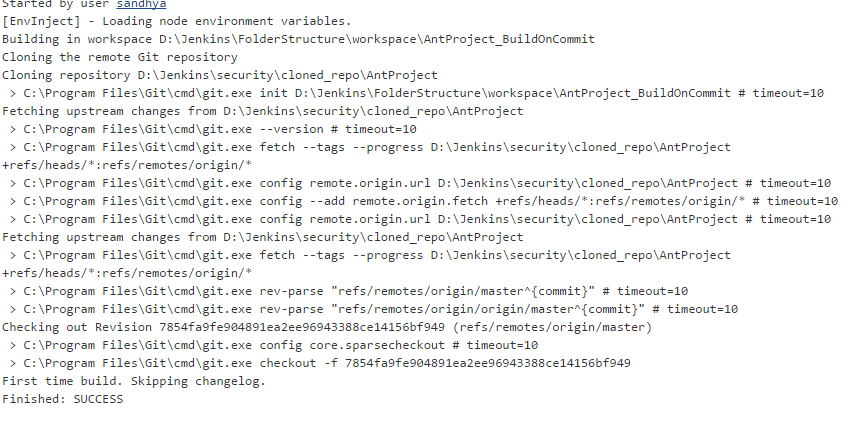 Started by user sandhya
[EnvInject] - Loading node environment variables.
Building in workspace D:\Jenkins\FolderStructure\workspace\AntProject_BuildOnCommit
Cloning the remote Git repository
Cloning repository D:\Jenkins\security\cloned_repo\AntProject
 > C:\Program Files\Git\cmd\git.exe init D:\Jenkins\FolderStructure\workspace\AntProject_BuildOnCommit # timeout=10
Fetching upstream changes from D:\Jenkins\security\cloned_repo\AntProject
 > C:\Program Files\Git\cmd\git.exe --version # timeout=10
 > C:\Program Files\Git\cmd\git.exe fetch --tags --progress D:\Jenkins\security\cloned_repo\AntProject
+refs/heads/*:refs/remotes/origin/*
 > C:\Program Files\Git\cmd\git.exe config remote.origin.url D:\Jenkins\security\cloned_repo\AntProject # timeout=10
 > C:\Program Files\Git\cmd\git.exe config --add remote.origin.fetch +refs/heads/*:refs/remotes/origin/* # timeout=10
 > C:\Program Files\Git\cmd\git.exe config remote.origin.url D:\Jenkins\security\cloned_repo\AntProject # timeout=10
Fetching upstream changes from D:\Jenkins\security\cloned_repo\AntProject
 > C:\Program Files\Git\cmd\git.exe fetch --tags --progress D:\Jenkins\security\cloned_repo\AntProject
+refs/heads/*:refs/remotes/origin/*
 > C:\Program Files\Git\cmd\git.exe rev-parse "refs/remotes/origin/master^{commit}" # timeout=10
 > C:\Program Files\Git\cmd\git.exe rev-parse "refs/remotes/origin/origin/master^{commit}" # timeout=10
Checking out Revision 7854fa9fe904891ea2ee96943388ce14156bf949 (refs/remotes/origin/master)
 > C:\Program Files\Git\cmd\git.exe config core.sparsecheckout # timeout=10
 > C:\Program Files\Git\cmd\git.exe checkout -f 7854fa9fe904891ea2ee96943388ce14156bf949
First time build. Skipping changelog.
Finished: SUCCESS